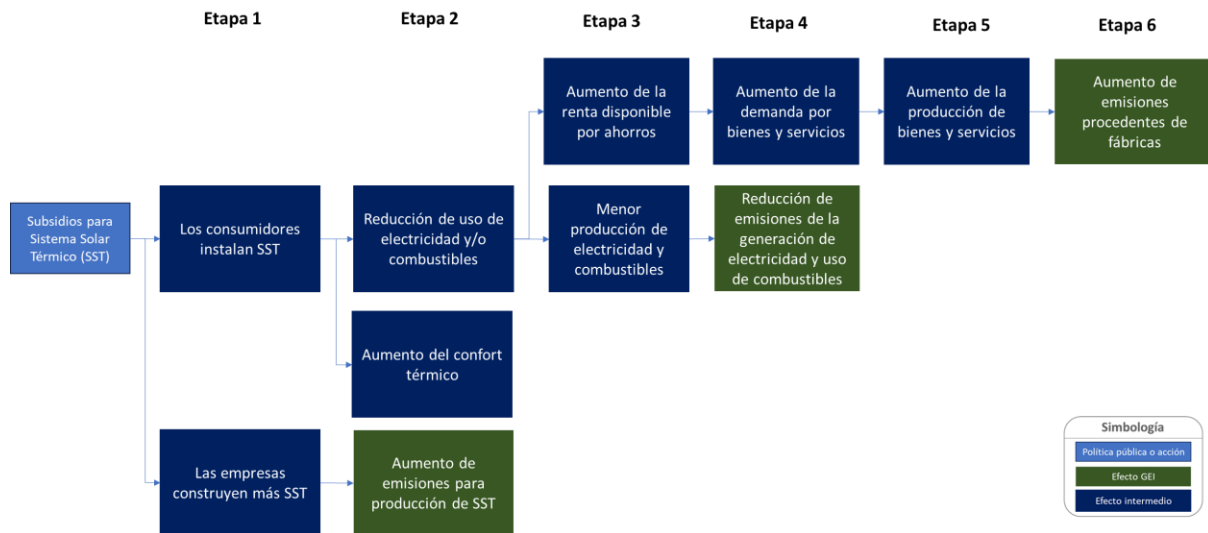 Etapa 1
Etapa 2
Etapa 3
Etapa 4
Etapa 5
Etapa 6
Aumento de la
renta disponible
por ahorros
Aumento de la
demanda por
bienes y servicios
Aumento de la
producción de
bienes y servicios
Aumento de
emisiones
procedentes de
fábricas
Subsidios para
Sistema Solar
Térmico (SST)
Los consumidores
instalan SST
Reducción de uso de
electricidad y/o
combustibles
Menor
producción de
electricidad y
combustibles
Reducción de
emisiones de la
generación de
electricidad y uso
de combustibles
Aumento del confort
térmico
Las empresas
construyen más SST
Aumento de
emisiones para
producción de SST
Simbología
Política pública o acción
Efecto GEI
Efecto intermedio